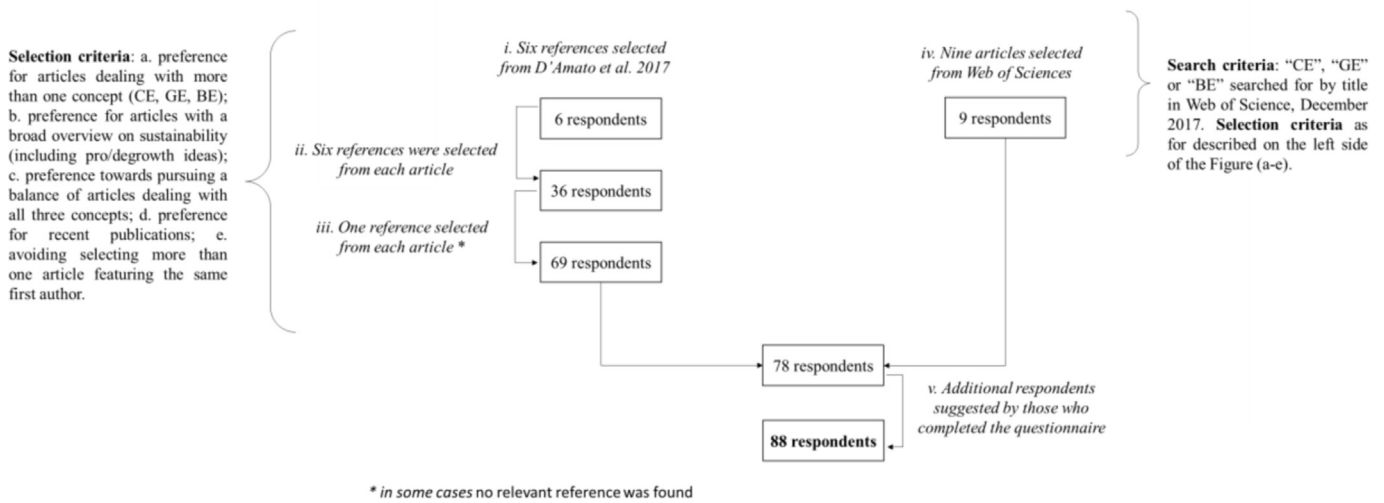 Selection criteria: a. preference
for articles dealing with more
than one concept (CE, GE, BE);
b. preference for articles with a
broad overview on sustainability
(including pro/degrowth ideas);
c. preference towards pursuing a
balance of articles dealing with
all three concepts; d. preference
for recent publications; e.
avoiding selecting more than
one article featuring the same
first author.
i. Six references selected
from D'Amato et al. 2017
6 respondents
ii. Six references were selected
from each article
36 respondents
iii. One reference selected
from each article *
69 respondents
iv. Nine articles selected
from Web of Sciences
9 respondents
Search criteria: “CE”, “GE”
or “BE” searched for by title
in Web of Science, December
2017. Selection criteria as
for described on the left side
of the Figure (a-e).
78 respondents
v. Additional respondents
suggested by those who
completed the questionnaire
88 respondents
* in some cases no relevant reference was found